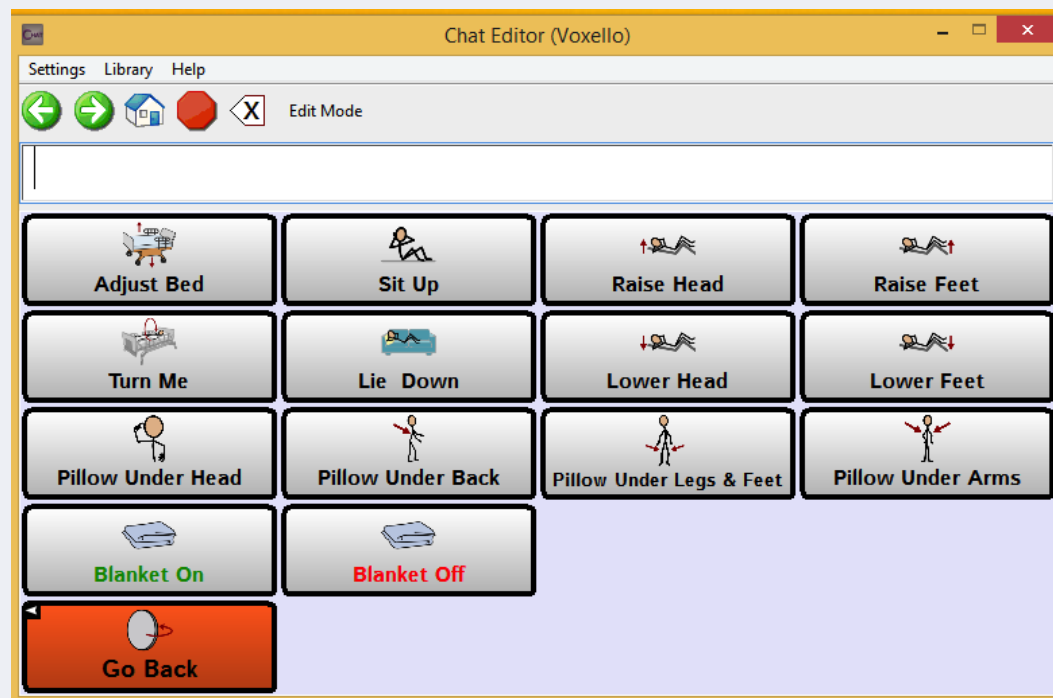 Chat Editor (Voxello)
Settings Library Help
X Edit Mode
Adjust Bed Sit Up Raise Head Raise Feet
Turn Me Lie Down Lower Head Lower Feet
Pillow Under Head Pillow Under Back Pillow Under Legs & Feet Pillow Under Arms
Blanket On Blanket Off
Go Back